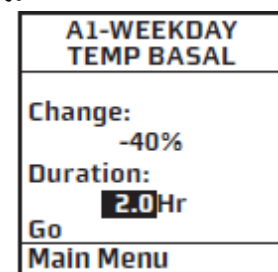 A1-WEEKDAY
TEMP BASAL
Change:
-40%
Duration:
2.0Hr
Go
Main Menu